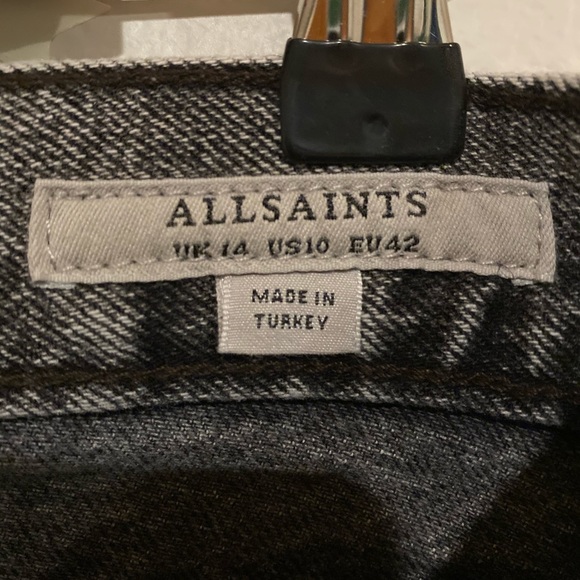 ALLSAINTS
UK 14 US10 EU42
MADE IN
TURKEY